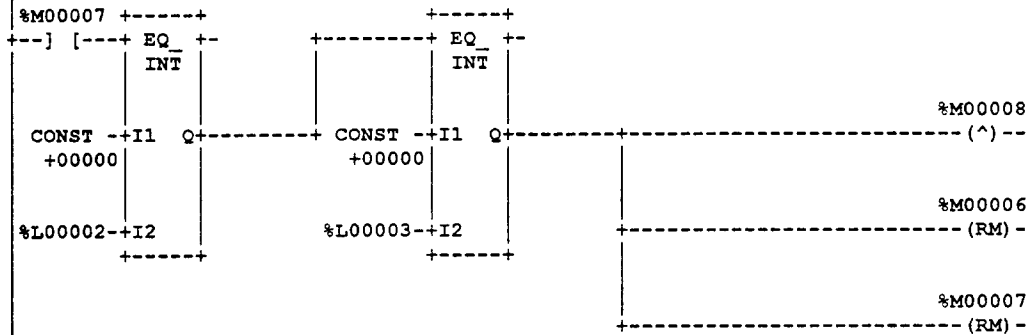 %M00007 +-----+ +-----+
+--] [----+ EQ_ +- +---------+ EQ_ +-
INT INT
%M00008
CONST -+I1 Q+---------+ CONST -+I1 Q+---------+--------------------------(^)-
+00000 +00000
%M00006
%L00002-+I2 %L00003-+I2 +--------------------------(RM)-
+-----+ +-----+
%M00007
+--------------------------(RM)-